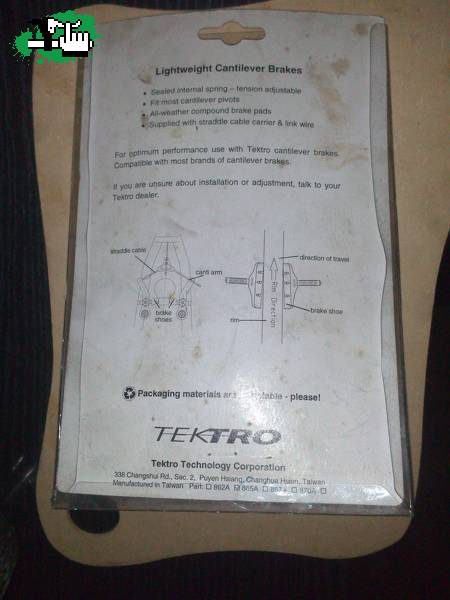 Lightweight Cantilever Brakes
• Sealed internal spring – tension adjustable
• Fit most cantilever pivots
• All-weather compound brake pads
• Supplied with straddle cable carrier & link wire
For optimum performance use with Tektro cantilever brakes.
Compatible with most brands of cantilever brakes.
If you are unsure about installation or adjustment, talk to your
Tektro dealer.
straddle cable
canti arm
brake
shoes
direction of travel
Rim Direction
brake shoe
rim
Packaging materials are - please!
TEKTRO
Tektro Technology Corporation
338 Changshui Rd., Sec. 2, Puyen Hsiang, Changhua Hsien, Taiwan
Manufactured in Taiwan Part: ☐ 862A ☑ 865A ☐ ☐ 970A ☐